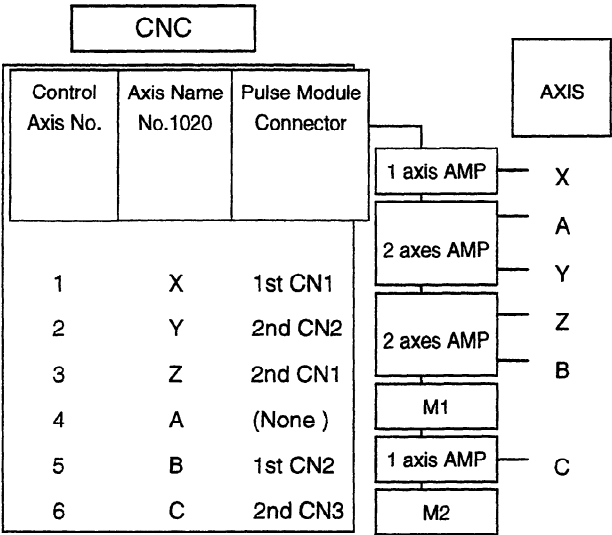 CNC
Control Axis Name Pulse Module
Axis No. No.1020 Connector
AXIS
1 axis AMP X
2 axes AMP A
Y
2 axes AMP Z
B
M1
1 axis AMP C
M2
1 X 1st CN1
2 Y 2nd CN2
3 Z 2nd CN1
4 A (None )
5 B 1st CN2
6 C 2nd CN3